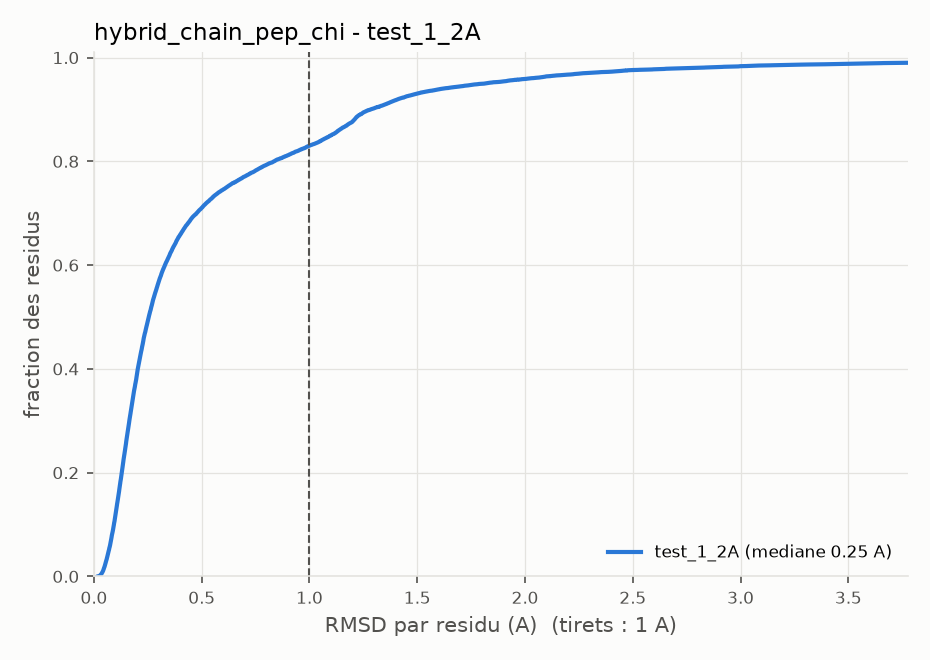 hybrid_chain_pep_chi - test_1_2A
1.0
0.8
0.6
0.4
0.2
0.0
fraction des residus
test_1_2A (mediane 0.25 A)
0.0 0.5 1.0 1.5 2.0 2.5 3.0 3.5
RMSD par residu (A)  (tirets : 1 A)